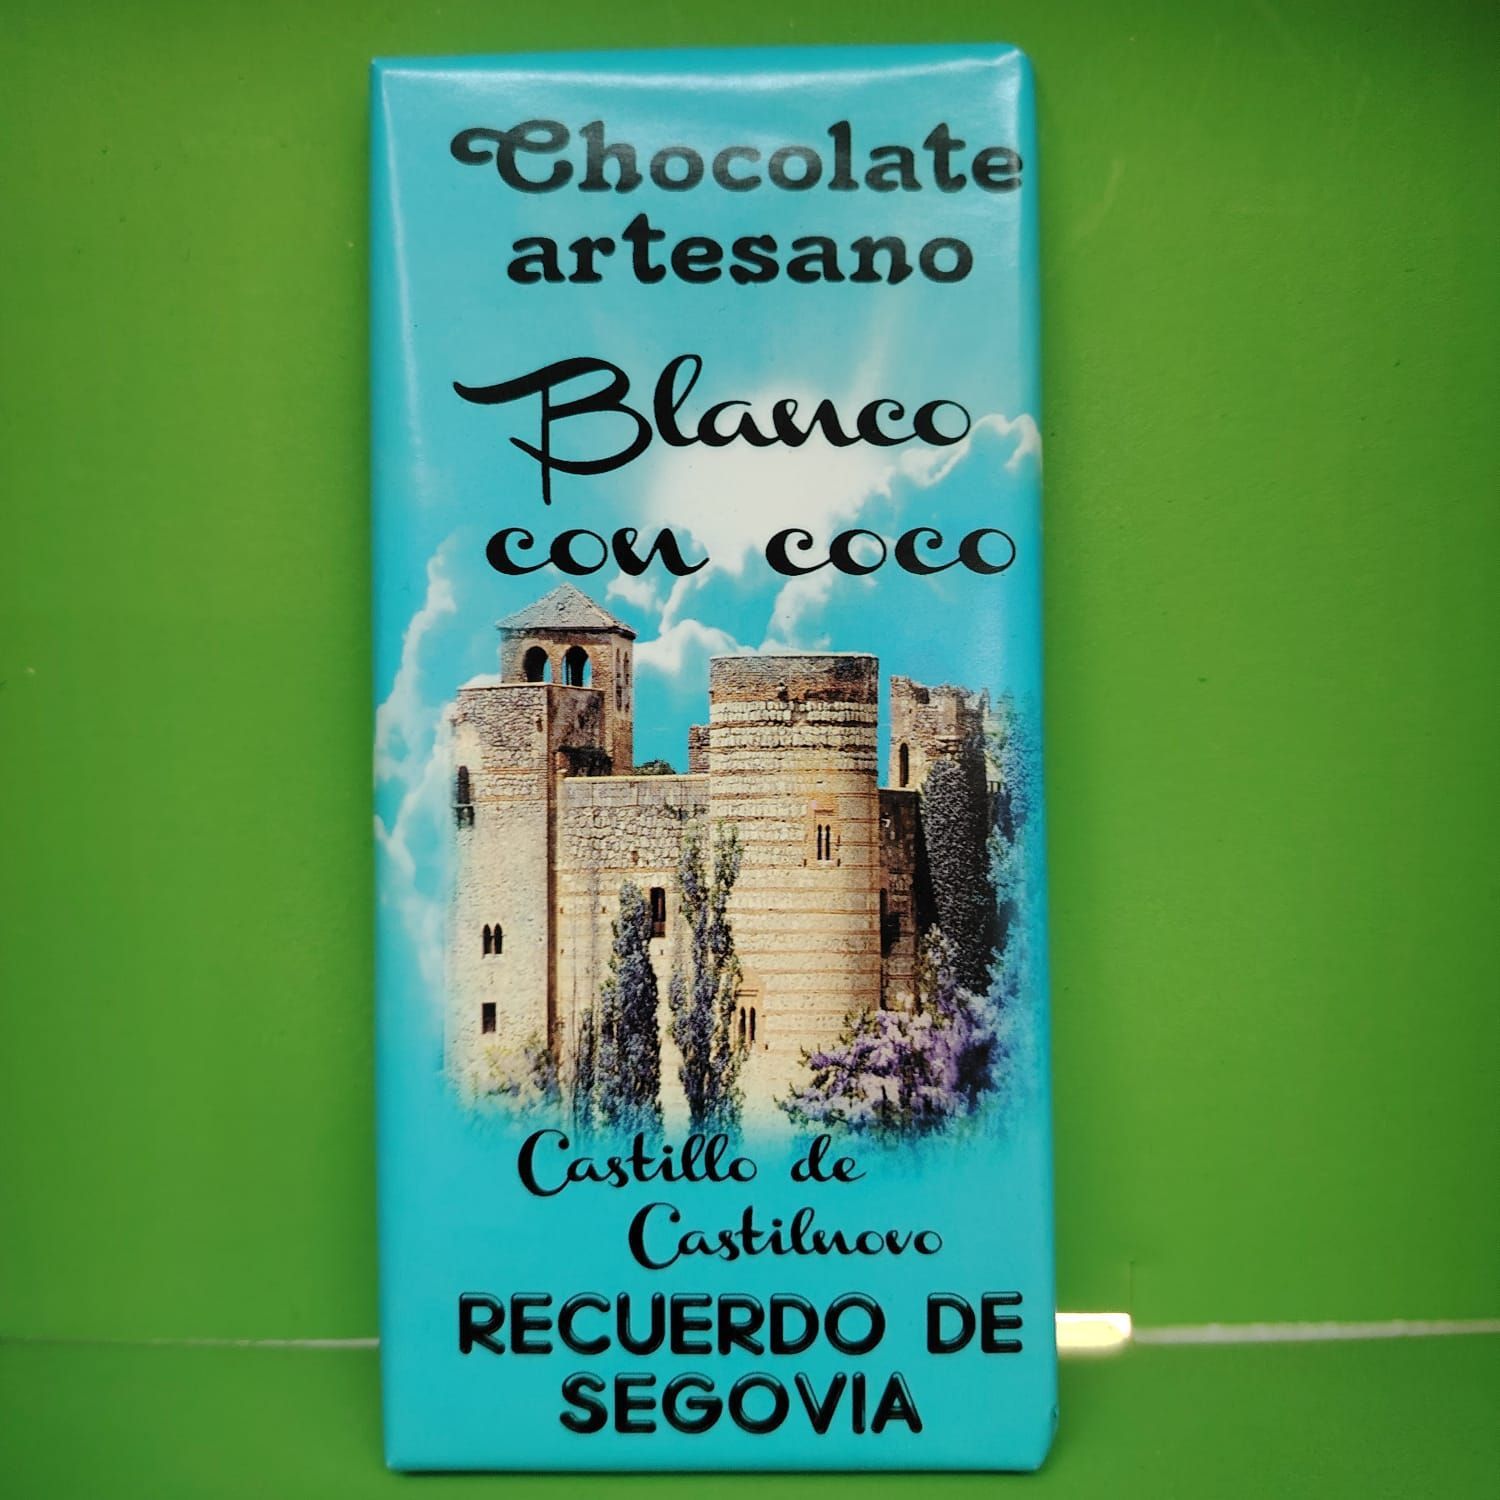 Chocolate
artesano
Blanco
con coco
Castillo de
Castilnovo
RECUERDO DE
SEGOVIA